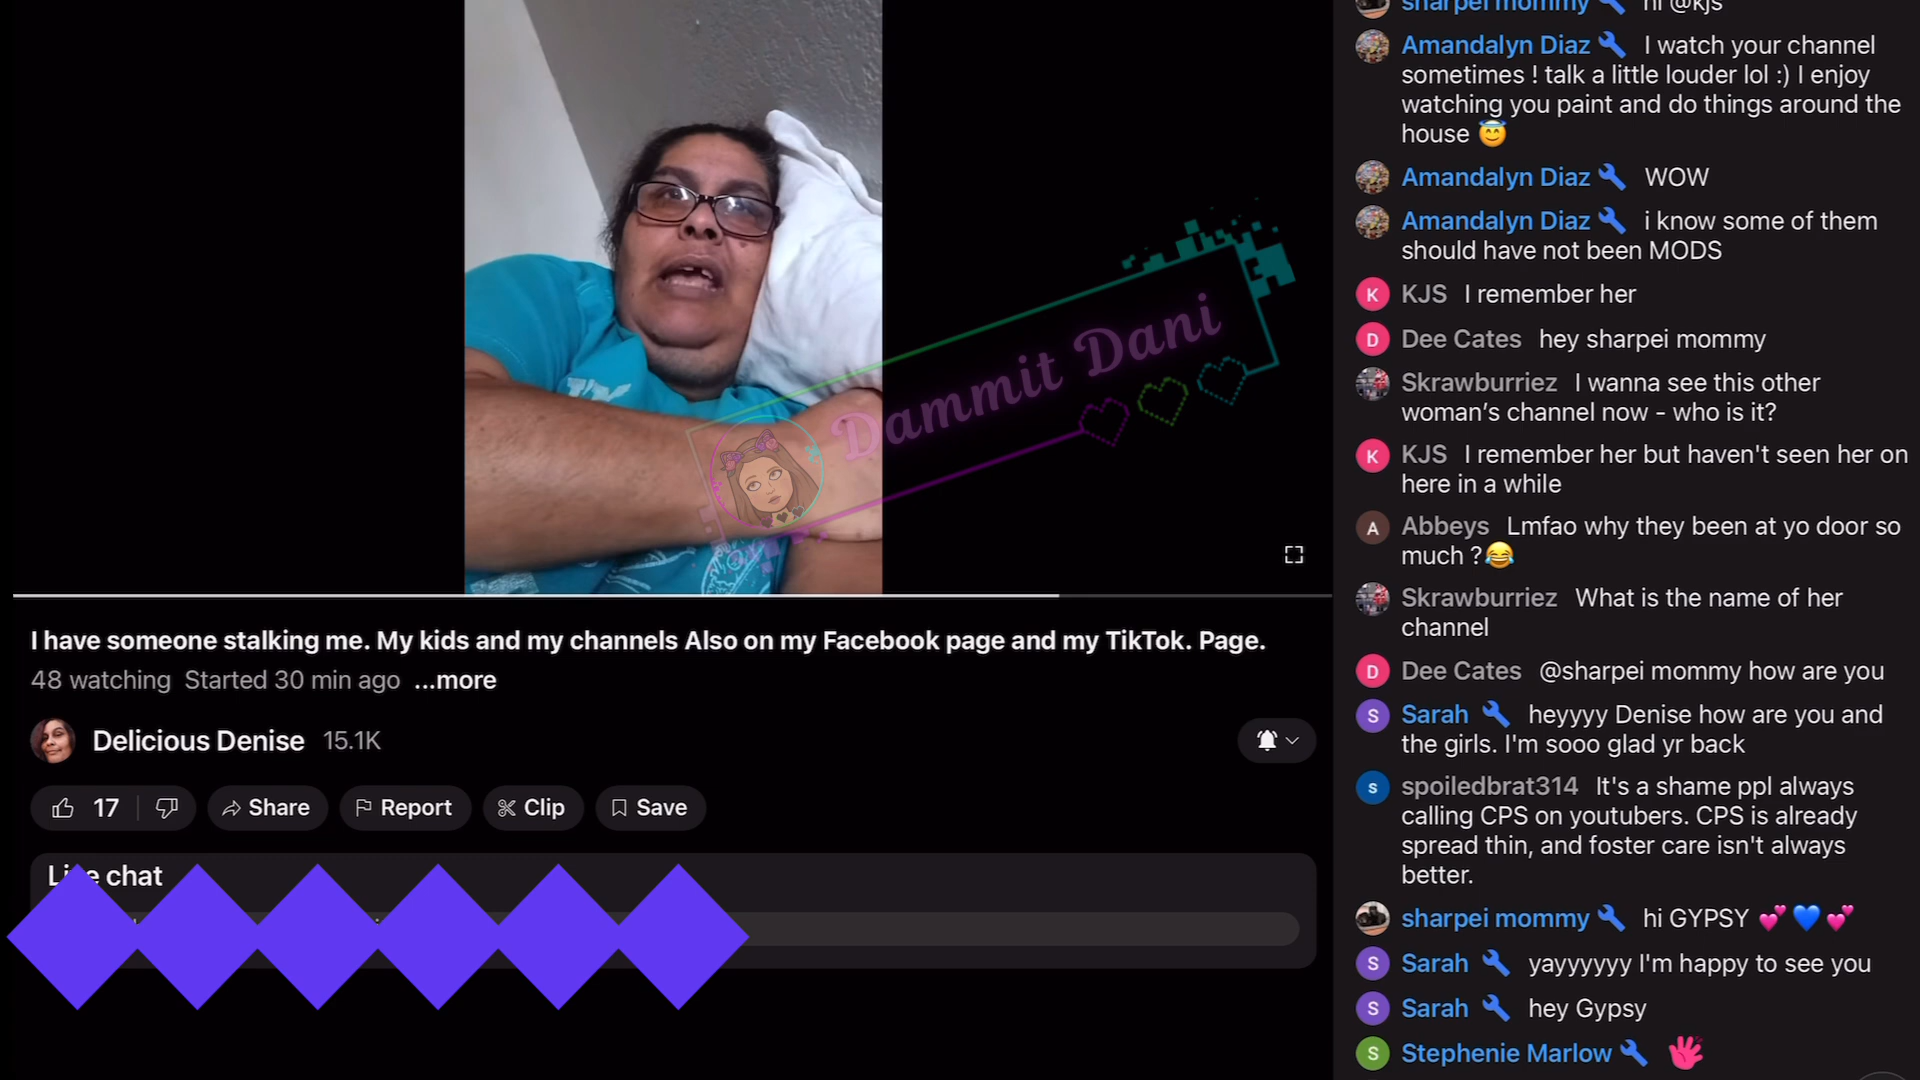 Dammit Dani
I have someone stalking me. My kids and my channels Also on my Facebook page and my TikTok. Page.
48 watching Started 30 min ago ...more
Delicious Denise 15.1K
17 Share Report Clip Save
Live chat
sharpei mommy hi @kjs
Amandalyn Diaz I watch your channel
sometimes ! talk a little louder lol :) I enjoy
watching you paint and do things around the
house 😇
Amandalyn Diaz WOW
Amandalyn Diaz i know some of them
should have not been MODS
K KJS I remember her
D Dee Cates hey sharpei mommy
Skrawburriez I wanna see this other
woman’s channel now - who is it?
K KJS I remember her but haven't seen her on
here in a while
A Abbeys Lmfao why they been at yo door so
much ?😂
Skrawburriez What is the name of her
channel
D Dee Cates @sharpei mommy how are you
S Sarah heyyyy Denise how are you and
the girls. I'm sooo glad yr back
s spoiledbrat314 It's a shame ppl always
calling CPS on youtubers. CPS is already
spread thin, and foster care isn't always
better.
sharpei mommy hi GYPSY 💕💙💕
S Sarah yayyyyyy I'm happy to see you
S Sarah hey Gypsy
S Stephenie Marlow